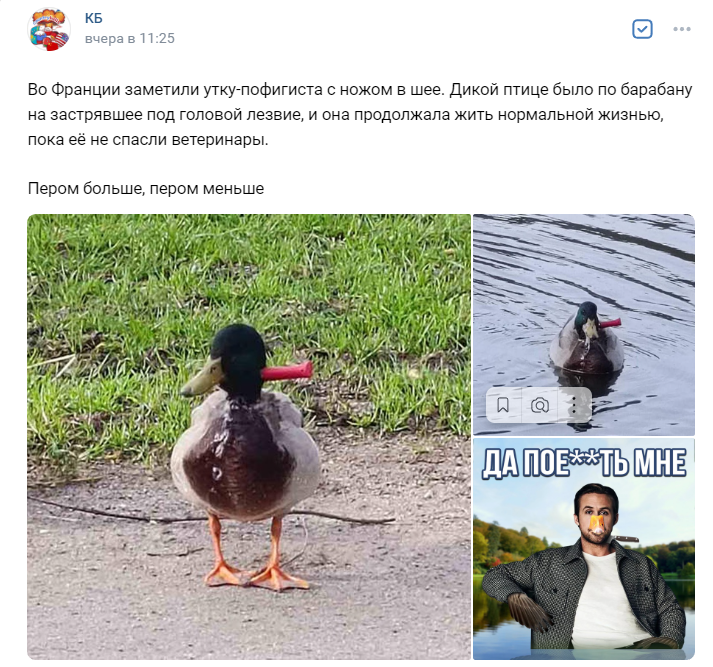 КБ
вчера в 11:25
Во Франции заметили утку-пофигиста с ножом в шее. Дикой птице было по барабану
на застрявшее под головой лезвие, и она продолжала жить нормальной жизнью,
пока её не спасли ветеринары.
Пером больше, пером меньше
ДА ПОЕ**ТЬ МНЕ